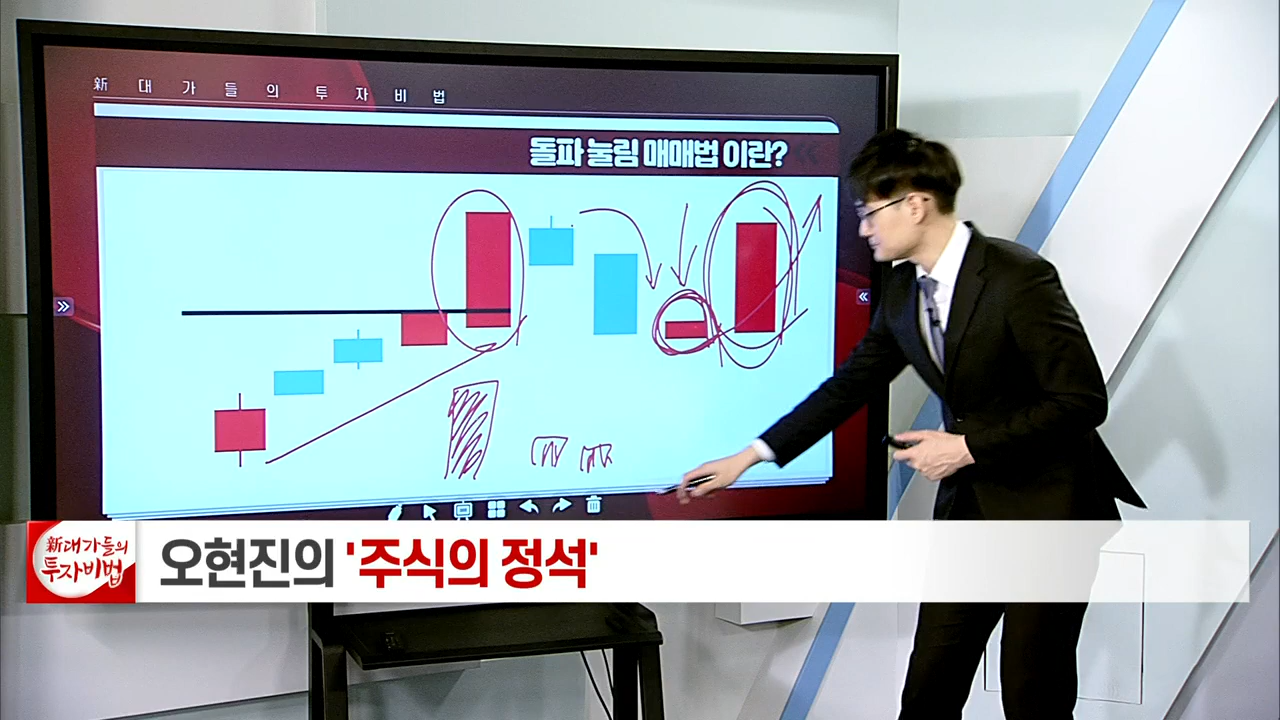 新 대가들의 투자비법
돌파 눌림 매매법 이란?
新대가들의
투자비법
오현진의 '주식의 정석'